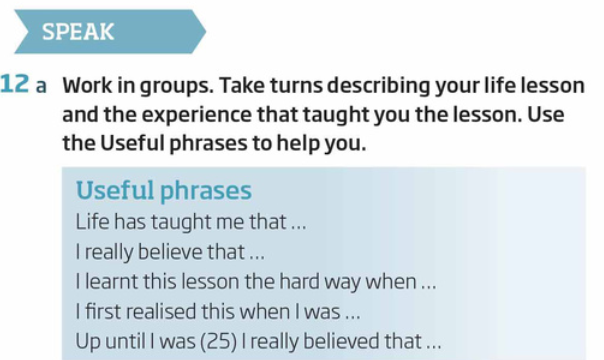 SPEAK
12 a Work in groups. Take turns describing your life lesson
and the experience that taught you the lesson. Use
the Useful phrases to help you.
Useful phrases
Life has taught me that ...
I really believe that ...
I learnt this lesson the hard way when ...
I first realised this when I was ...
Up until I was (25) I really believed that ...